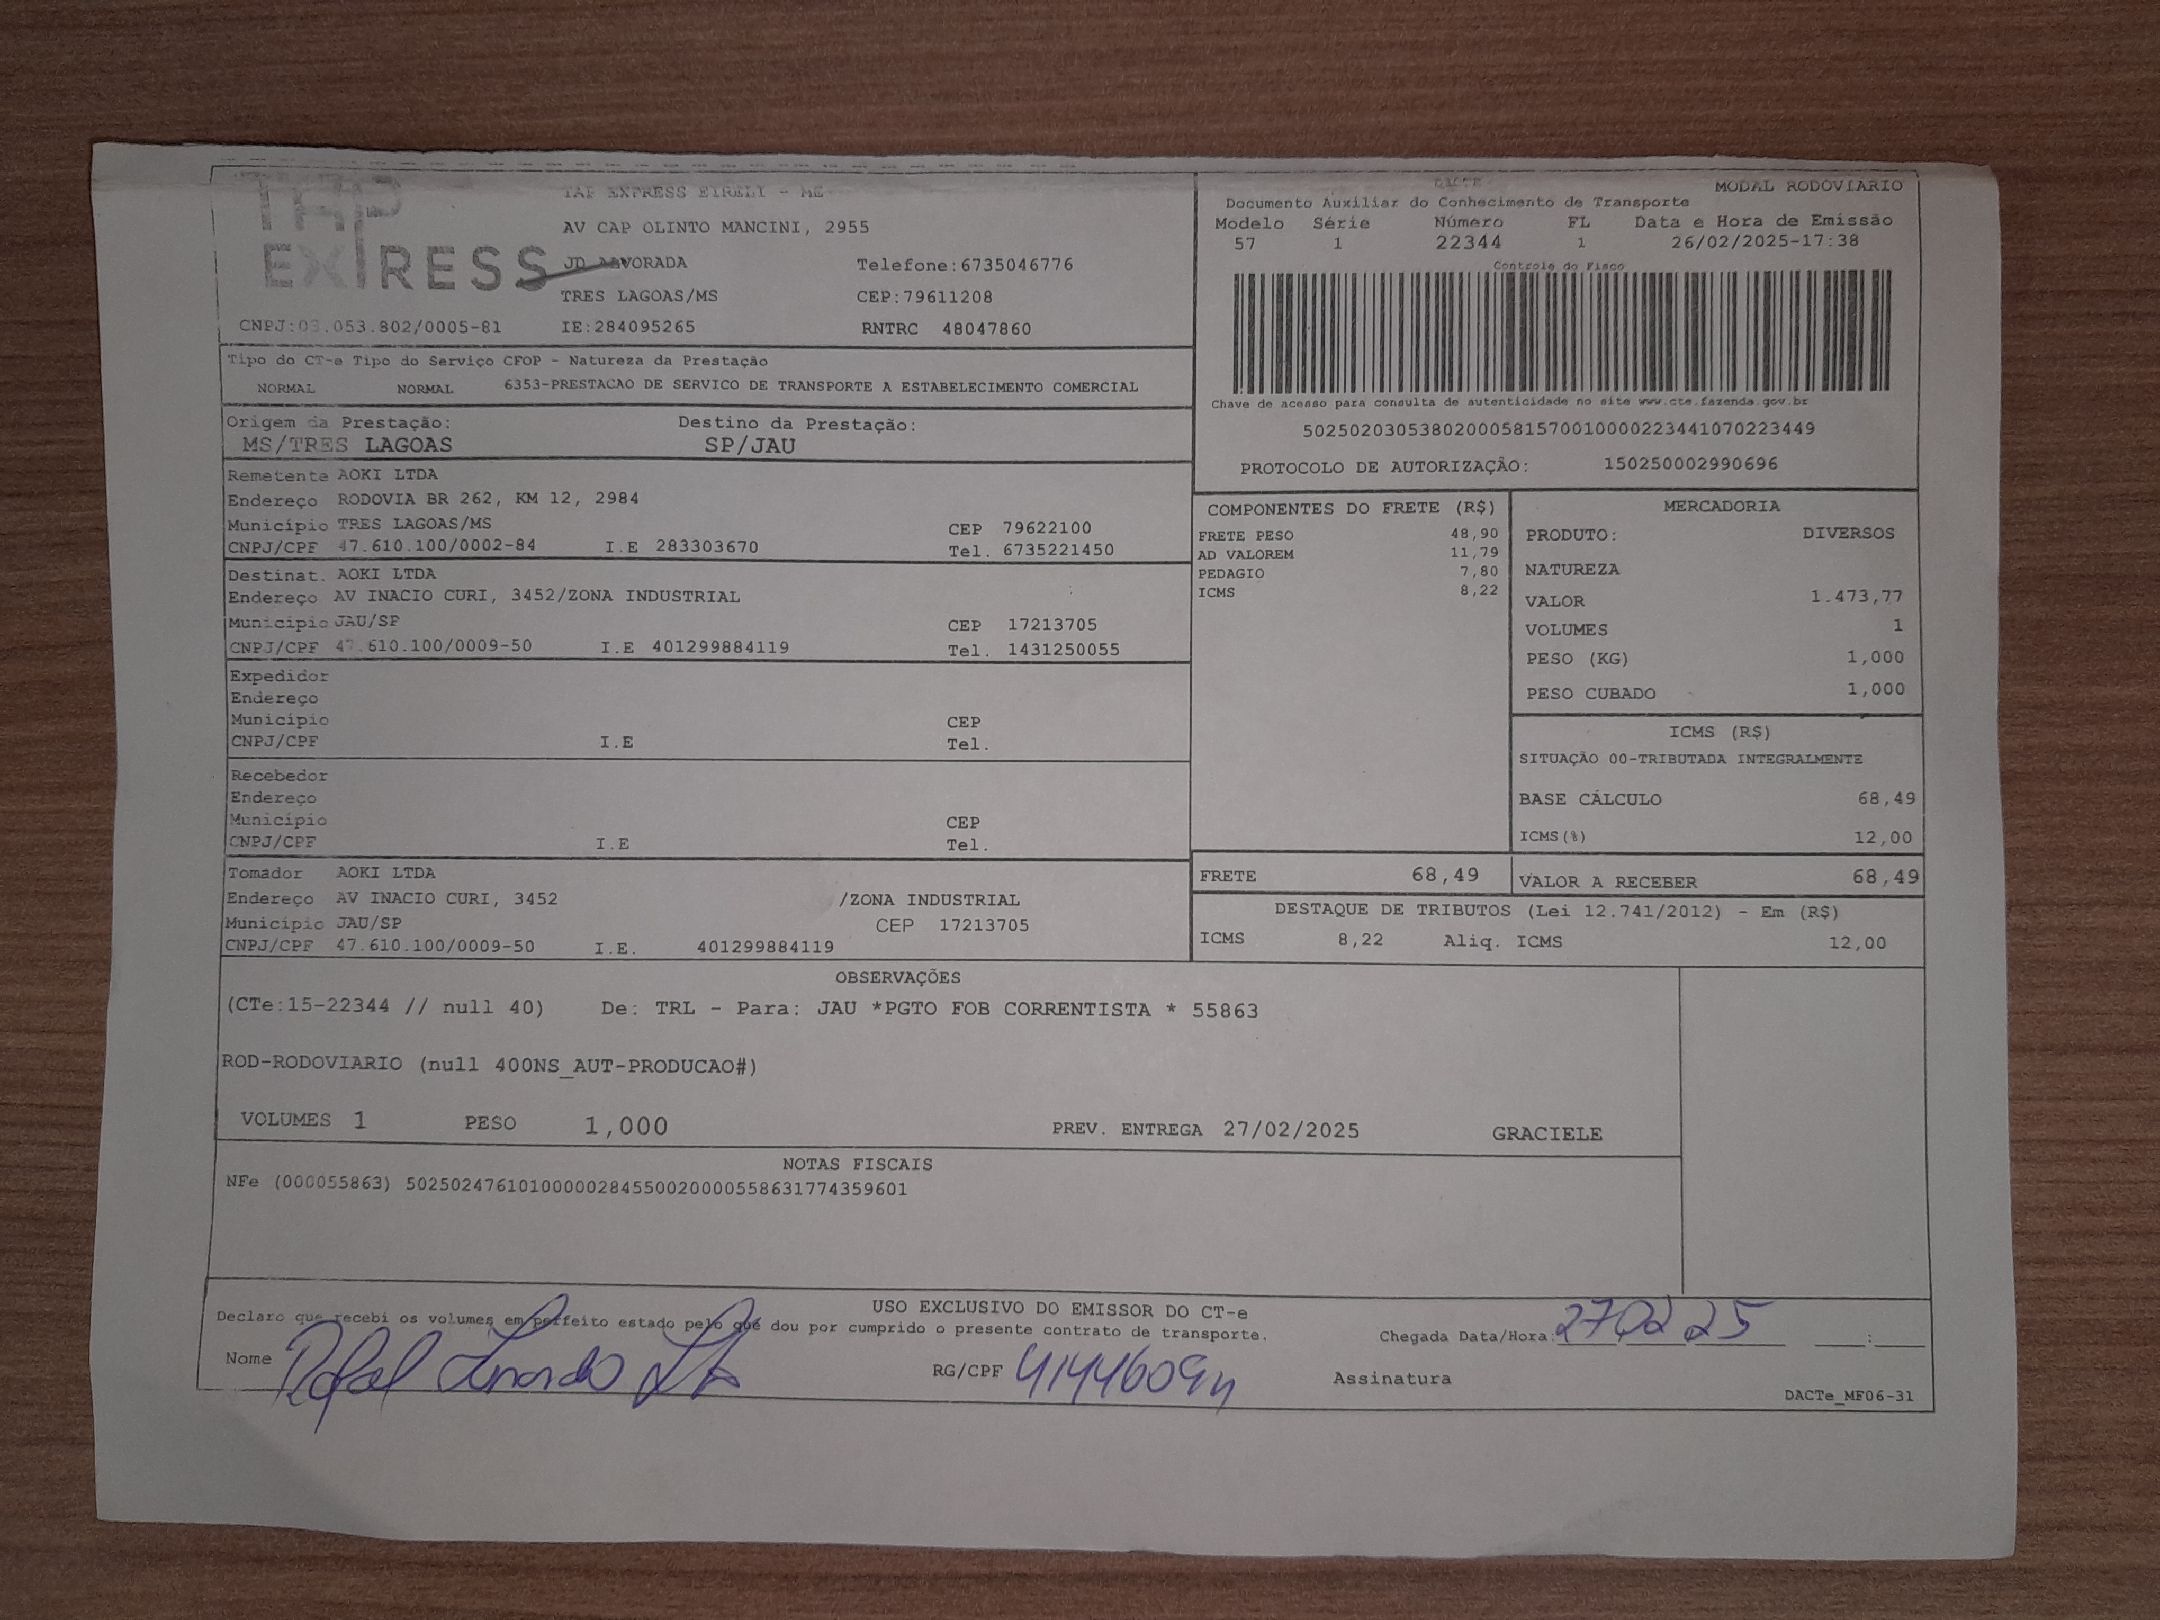 TAP
EXPRESS
TAP EXPRESS EIRELI - ME
AV CAP OLINTO MANCINI, 2955
JD ALVORADA Telefone:6735046776
TRES LAGOAS/MS CEP:79611208
CNPJ:03.053.802/0005-81 IE:284095265 RNTRC 48047860
DACTE MODAL RODOVIARIO
Documento Auxiliar do Conhecimento de Transporte
Modelo Série Número FL Data e Hora de Emissão
57 1 22344 1 26/02/2025-17:38
Controle do Fisco
Chave de acesso para consulta de autenticidade no site www.cte.fazenda.gov.br
50250203053802000581570010000223441070223449
PROTOCOLO DE AUTORIZAÇÃO: 150250002990696
Tipo do CT-e Tipo do Serviço CFOP - Natureza da Prestação
NORMAL NORMAL 6353-PRESTACAO DE SERVICO DE TRANSPORTE A ESTABELECIMENTO COMERCIAL
Origem da Prestação: Destino da Prestação:
MS/TRES LAGOAS SP/JAU
Remetente AOKI LTDA
Endereço RODOVIA BR 262, KM 12, 2984
Município TRES LAGOAS/MS CEP 79622100
CNPJ/CPF 47.610.100/0002-84 I.E 283303670 Tel. 6735221450
Destinat. AOKI LTDA
Endereço AV INACIO CURI, 3452/ZONA INDUSTRIAL
Município JAU/SP CEP 17213705
CNPJ/CPF 47.610.100/0009-50 I.E 401299884119 Tel. 1431250055
Expedidor
Endereço
Município CEP
CNPJ/CPF I.E Tel.
Recebedor
Endereço
Município CEP
CNPJ/CPF I.E Tel.
Tomador AOKI LTDA
Endereço AV INACIO CURI, 3452 /ZONA INDUSTRIAL
Município JAU/SP CEP 17213705
CNPJ/CPF 47.610.100/0009-50 I.E. 401299884119
COMPONENTES DO FRETE (R$)
FRETE PESO 48,90
AD VALOREM 11,79
PEDAGIO 7,80
ICMS 8,22
MERCADORIA
PRODUTO: DIVERSOS
NATUREZA
VALOR 1.473,77
VOLUMES 1
PESO (KG) 1,000
PESO CUBADO 1,000
ICMS (R$)
SITUAÇÃO 00-TRIBUTADA INTEGRALMENTE
BASE CÁLCULO 68,49
ICMS(%) 12,00
FRETE 68,49 VALOR A RECEBER 68,49
DESTAQUE DE TRIBUTOS (Lei 12.741/2012) - Em (R$)
ICMS 8,22 Aliq. ICMS 12,00
OBSERVAÇÕES
(CTe:15-22344 // null 40) De: TRL - Para: JAU *PGTO FOB CORRENTISTA * 55863
ROD-RODOVIARIO (null 400NS_AUT-PRODUCAO#)
VOLUMES 1 PESO 1,000 PREV. ENTREGA 27/02/2025 GRACIELE
NOTAS FISCAIS
NFe (000055863) 50250247610100000284550020000558631774359601
USO EXCLUSIVO DO EMISSOR DO CT-e
Declaro que recebi os volumes em perfeito estado pelo que dou por cumprido o presente contrato de transporte.
Chegada Data/Hora: 27 02 25 :
Nome RG/CPF Assinatura
DACTe_MF06-31